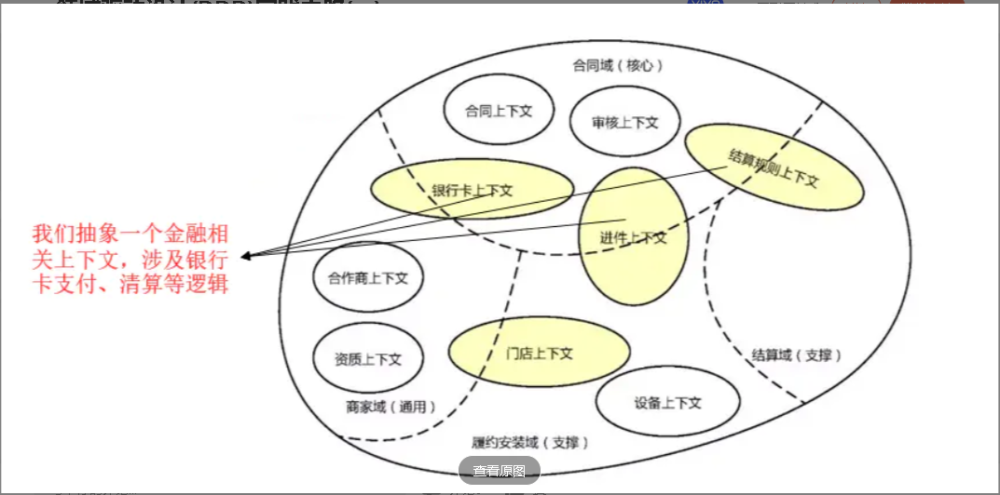 合同域（核心）
合同上下文
审核上下文
结算规则上下文
银行卡上下文
进件上下文
我们抽象一个金融相
关上下文，涉及银行
卡支付、清算等逻辑
合作商上下文
资质上下文
门店上下文
结算域（支撑）
商家域（通用）
设备上下文
履约安装域（支撑）
查看原图